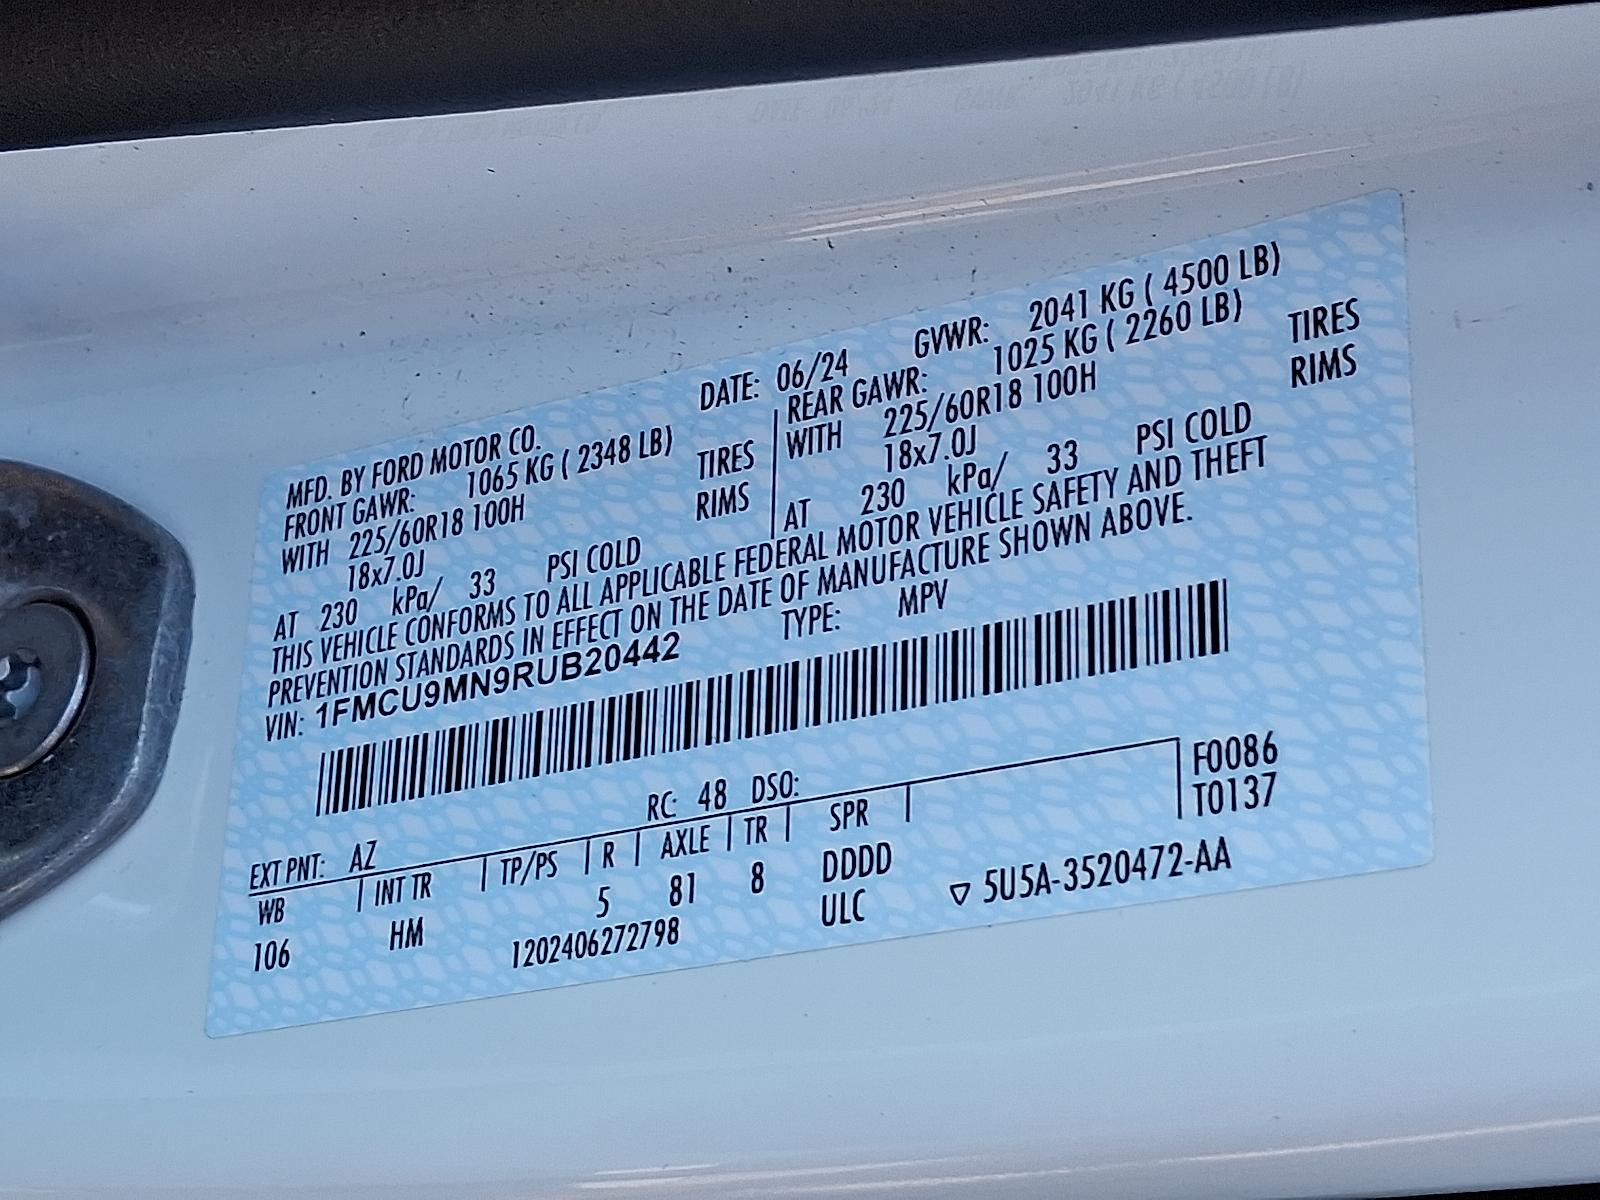 DATE: 06/24 GVWR: 2041 KG ( 4500 LB)
MFD. BY FORD MOTOR CO.
FRONT GAWR: 1065 KG ( 2348 LB)
WITH 225/60R18 100H TIRES
18x7.0J RIMS
AT 230 kPa/ 33 PSI COLD
REAR GAWR: 1025 KG ( 2260 LB)
WITH 225/60R18 100H TIRES
18x7.0J RIMS
AT 230 kPa/ 33 PSI COLD
THIS VEHICLE CONFORMS TO ALL APPLICABLE FEDERAL MOTOR VEHICLE SAFETY AND THEFT
PREVENTION STANDARDS IN EFFECT ON THE DATE OF MANUFACTURE SHOWN ABOVE.
VIN: 1FMCU9MN9RUB20442 TYPE: MPV
EXT PNT: AZ RC: 48 DSO: F0086
WB INT TR TP/PS R AXLE TR SPR T0137
106 HM 5 81 8 DDDD
1202406272798 ULC ▽ 5U5A-3520472-AA